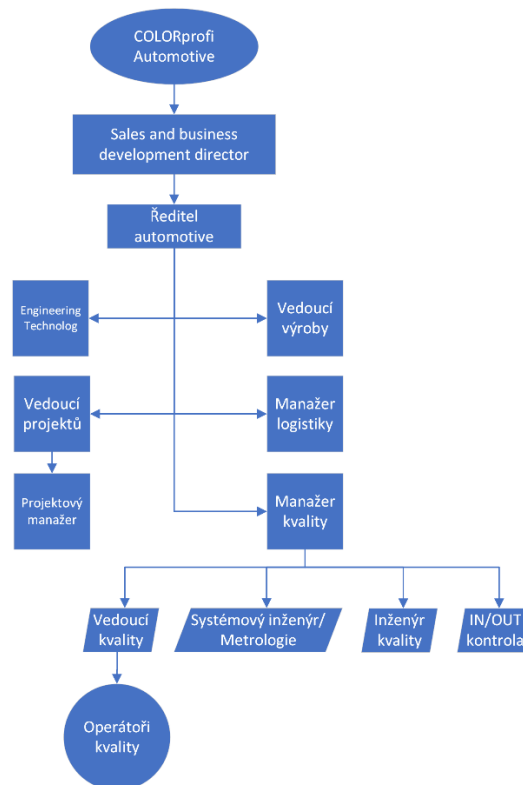 COLORprofi
Automotive
Sales and business
development director
Ředitel
automotive
Engineering
Technolog
Vedoucí
výroby
Vedoucí
projektů
Manažer
logistiky
Projektový
manažer
Manažer
kvality
Vedoucí
kvality
Systémový inženýr/
Metrologie
Inženýr
kvality
IN/OUT
kontrola
Operátoři
kvality